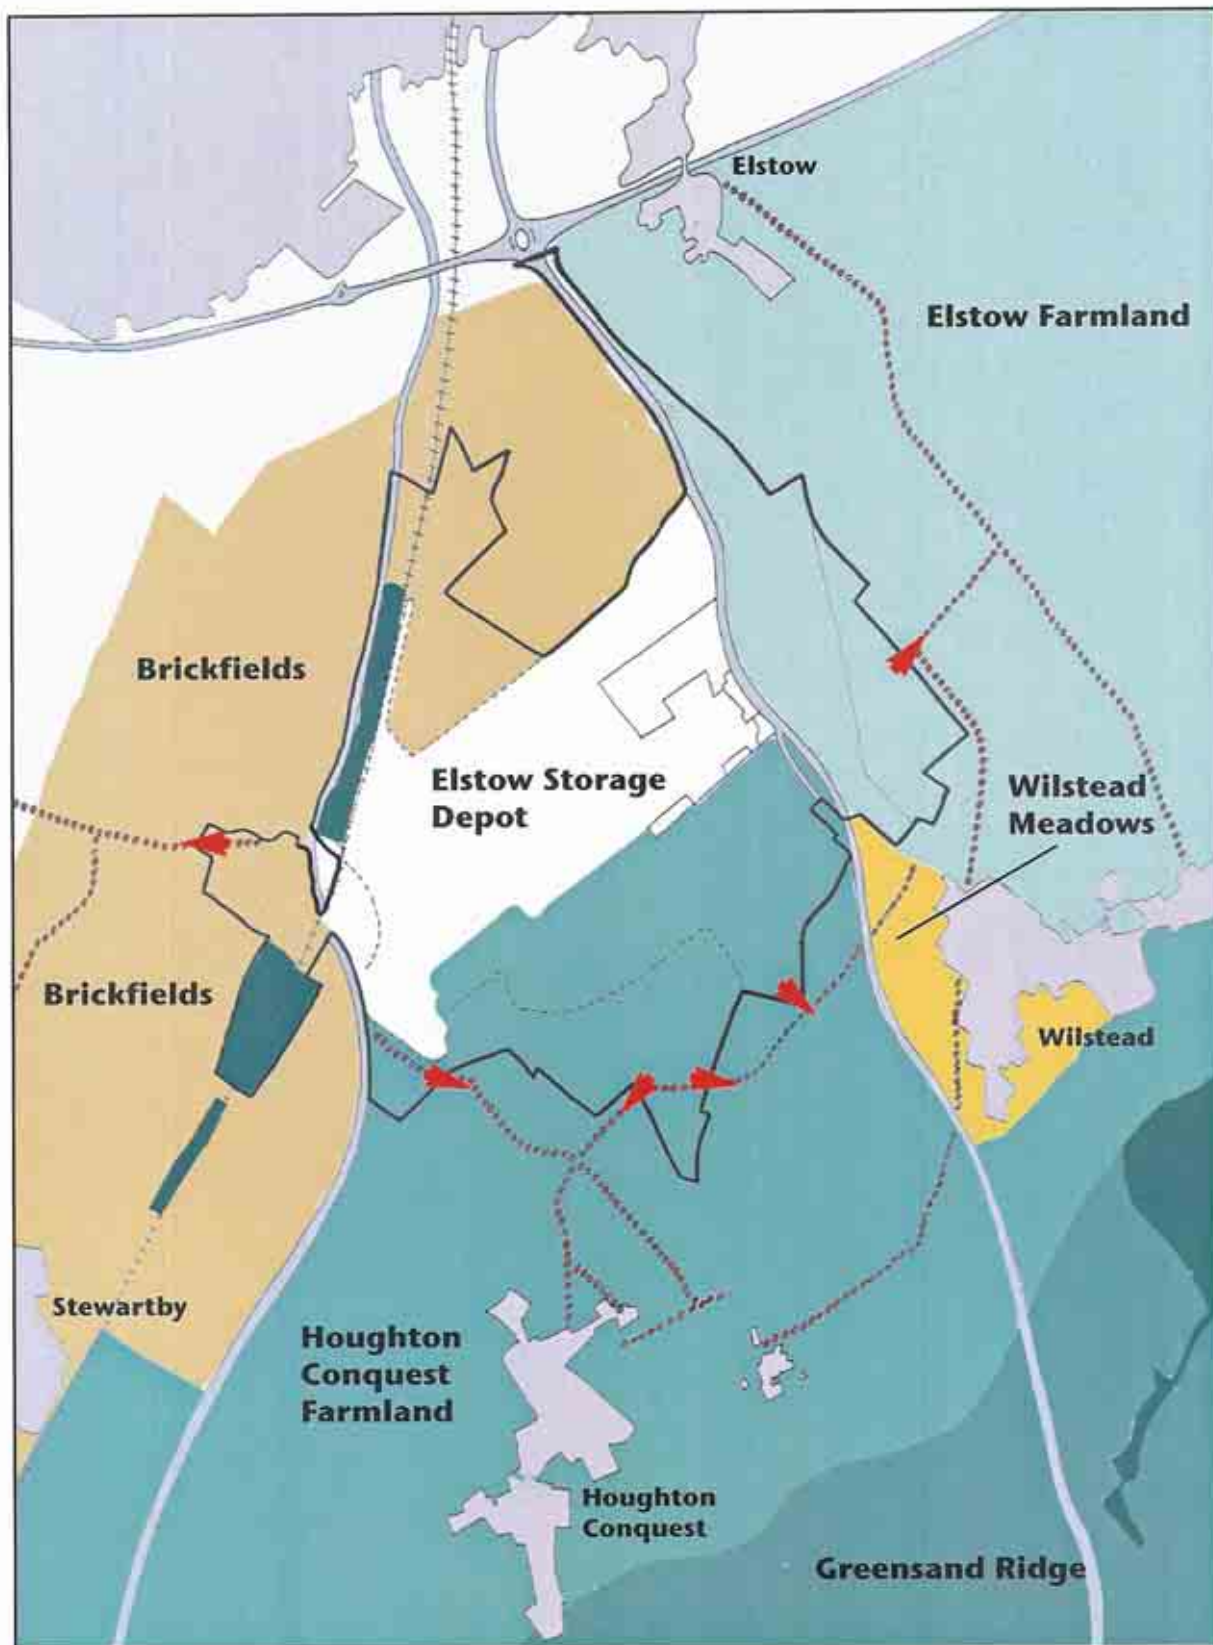 Elstow
Elstow Farmland
Brickfields
Elstow Storage
Depot
Wilstead
Meadows
Brickfields
Wilstead
Stewartby
Houghton
Conquest
Farmland
Houghton
Conquest
Greensand Ridge